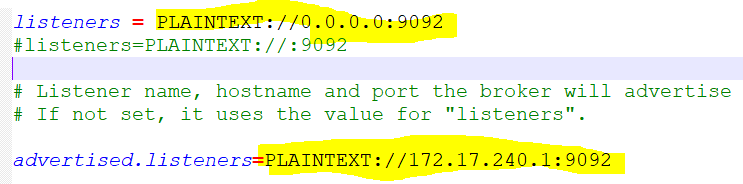 listeners = PLAINTEXT://0.0.0.0:9092
#listeners=PLAINTEXT://:9092
# Listener name, hostname and port the broker will advertise
# If not set, it uses the value for "listeners".
advertised.listeners=PLAINTEXT://172.17.240.1:9092